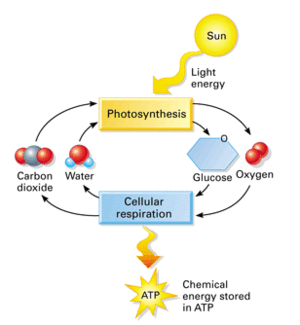 Sun
Light
energy
Photosynthesis
O
Carbon
dioxide
Water
Glucose
Oxygen
Cellular
respiration
ATP
Chemical
energy stored
in ATP